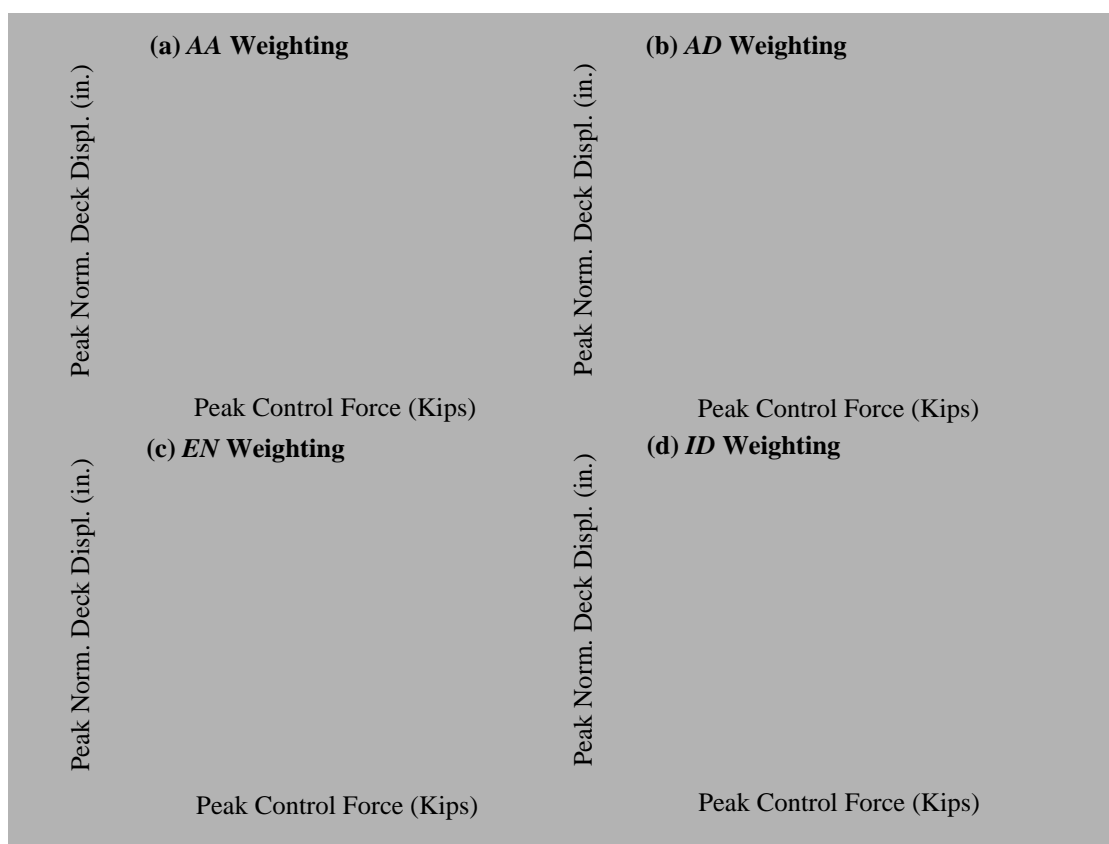 (a) AA Weighting
Peak Norm. Deck Displ. (in.)
Peak Control Force (Kips)
(b) AD Weighting
Peak Norm. Deck Displ. (in.)
Peak Control Force (Kips)
(c) EN Weighting
Peak Norm. Deck Displ. (in.)
Peak Control Force (Kips)
(d) ID Weighting
Peak Norm. Deck Displ. (in.)
Peak Control Force (Kips)